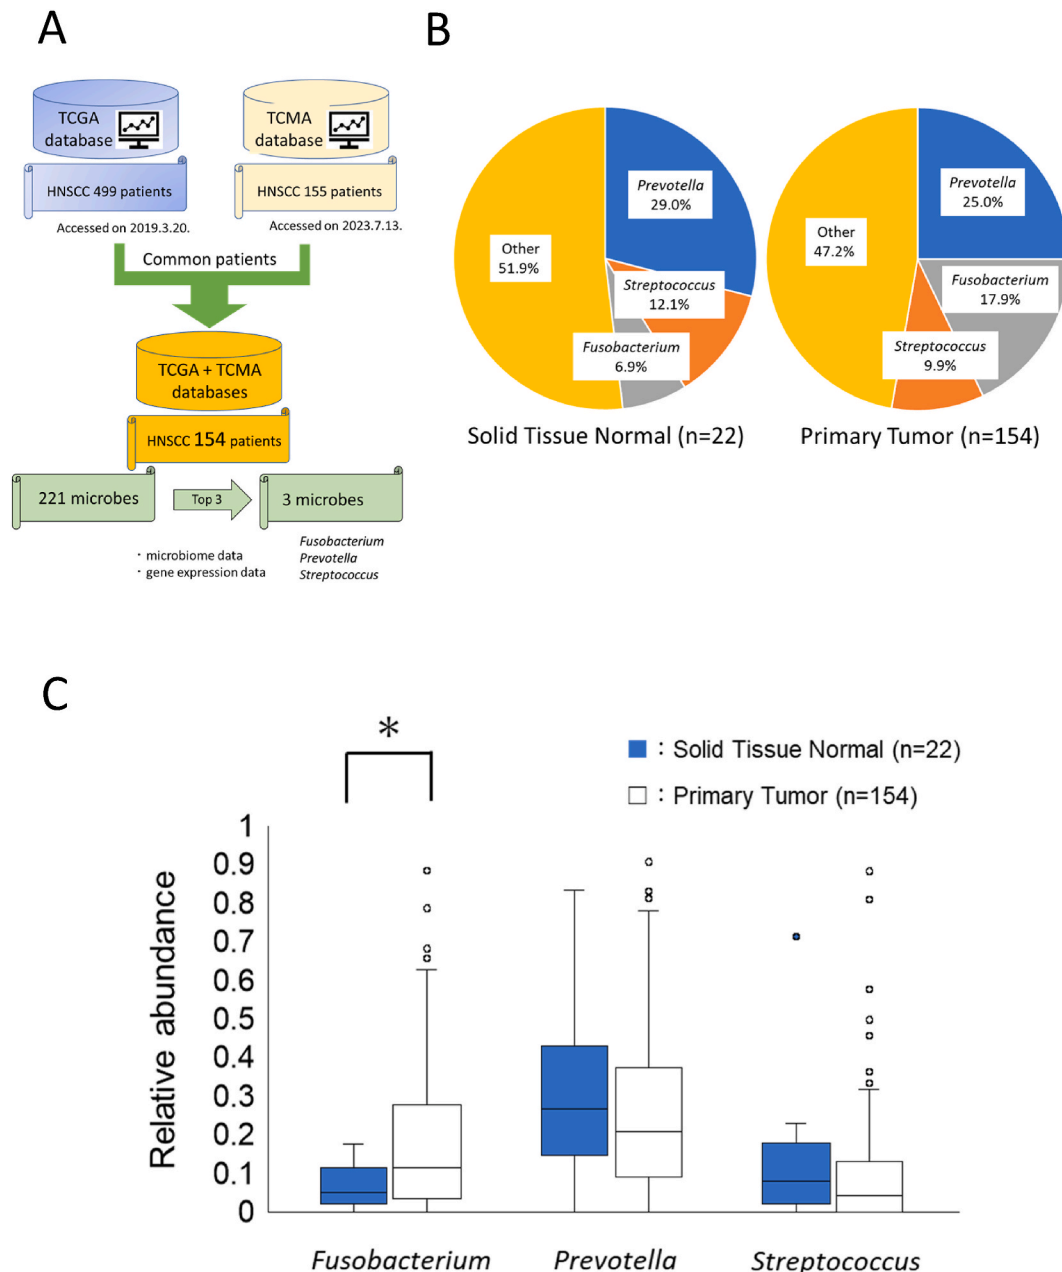 A
TCGA
database
HNSCC 499 patients
Accessed on 2019.3.20.
TCMA
database
HNSCC 155 patients
Accessed on 2023.7.13.
Common patients
TCGA + TCMA
databases
HNSCC 154 patients
221 microbes
Top 3
3 microbes
・ microbiome data
・ gene expression data
Fusobacterium
Prevotella
Streptococcus
B
Prevotella
29.0%
Other
51.9%
Streptococcus
12.1%
Fusobacterium
6.9%
Solid Tissue Normal (n=22)
Prevotella
25.0%
Other
47.2%
Fusobacterium
17.9%
Streptococcus
9.9%
Primary Tumor (n=154)
C
*
: Solid Tissue Normal (n=22)
: Primary Tumor (n=154)
Relative abundance
1
0.9
0.8
0.7
0.6
0.5
0.4
0.3
0.2
0.1
0
Fusobacterium
Prevotella
Streptococcus